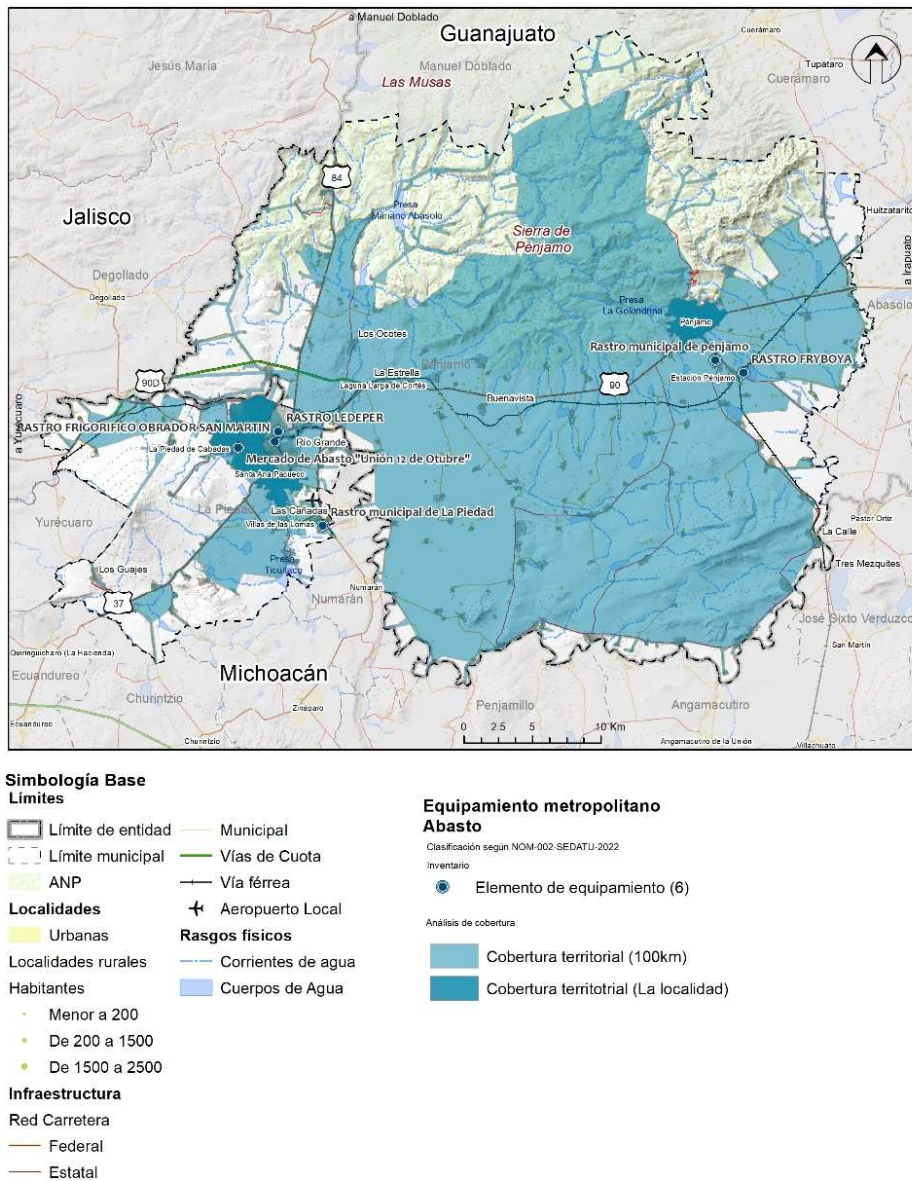 a Manuel Doblado
Guanajuato
Cuerámaro
Jesús María
Manuel Doblado
Tupátaro
Las Musas
Cuerámaro
84
Jalisco
Presa
Mariano Abasolo
Huitzatarito
Sierra de
Pénjamo
a Irapuato
Degollado
Degollado
Presa
La Golondrina
Abasolo
Pénjamo
Los Ocotes
Rastro municipal de pénjamo
Pénjamo
RASTRO FRYBOYA
La Estrella
90D
Laguna Larga de Cortés
90
Estación Pénjamo
Buenavista
a Yurécuaro
RASTRO LEDEPER
RASTRO FRIGORIFICO OBRADOR SAN MARTIN
Río Grande
La Piedad de Cabadas
Mercado de Abasto "Unión 12 de Otubre"
Santa Ana Pacueco
La Piedad
Las Cañadas
Rastro municipal de La Piedad
Yurécuaro
Villas de las Lomas
Pastor Ortiz
La Calle
Los Guajes
Presa
Ticuitaco
Tres Mezquites
Numarán
37
Numarán
José Sixto Verduzco
Quiringuicharo (La Hacienda)
Michoacán
San Martín
Ecuandureo
Churintzio
Penjamillo
Angamacutiro
Zináparo
Ecuandureo
0 2.5 5 10 Km
Churintzio
Angamacutiro de la Unión
Villachuato
Simbología Base
Límites
Límite de entidad
Límite municipal
ANP
Localidades
Urbanas
Localidades rurales
Habitantes
Menor a 200
De 200 a 1500
De 1500 a 2500
Infraestructura
Red Carretera
Federal
Estatal
Municipal
Vías de Cuota
Vía férrea
Aeropuerto Local
Rasgos físicos
Corrientes de agua
Cuerpos de Agua
Equipamiento metropolitano
Abasto
Clasificación según NOM-002-SEDATU-2022
Inventario
Elemento de equipamiento (6)
Análisis de cobertura
Cobertura territorial (100km)
Cobertura territotrial (La localidad)